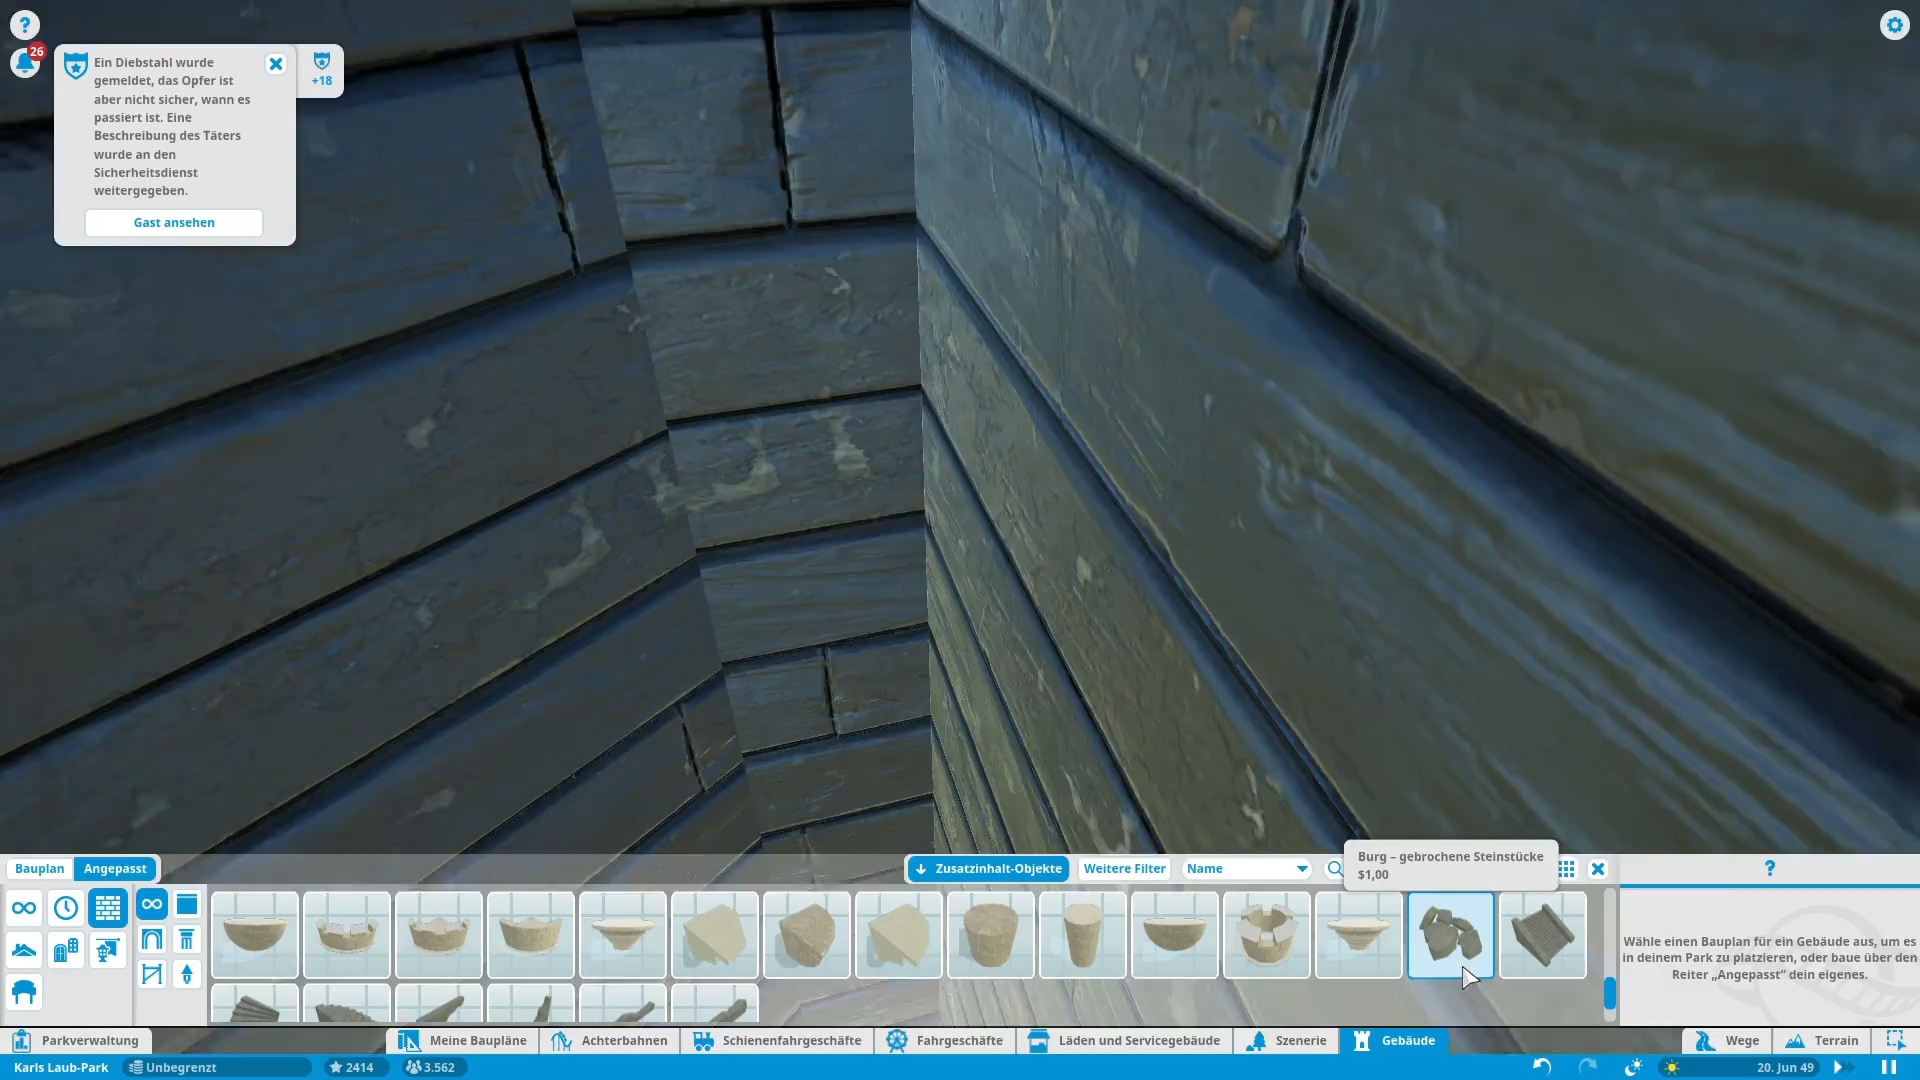 ?
26
Ein Diebstahl wurde
gemeldet, das Opfer ist
aber nicht sicher, wann es
passiert ist. Eine
Beschreibung des Täters
wurde an den
Sicherheitsdienst
weitergegeben.
Gast ansehen
+18
Bauplan
Angepasst
Zusatzinhalt-Objekte
Weitere Filter
Name
Burg – gebrochene Steinstücke
$1,00
?
Wähle einen Bauplan für ein Gebäude aus, um es
in deinem Park zu platzieren, oder baue über den
Reiter „Angepasst“ dein eigenes.
Parkverwaltung
Meine Baupläne
Achterbahnen
Schienenfahrgeschäfte
Fahrgeschäfte
Läden und Servicegebäude
Szenerie
Gebäude
Wege
Terrain
Karls Laub-Park
Unbegrenzt
2414
3.562
20. Jun 49